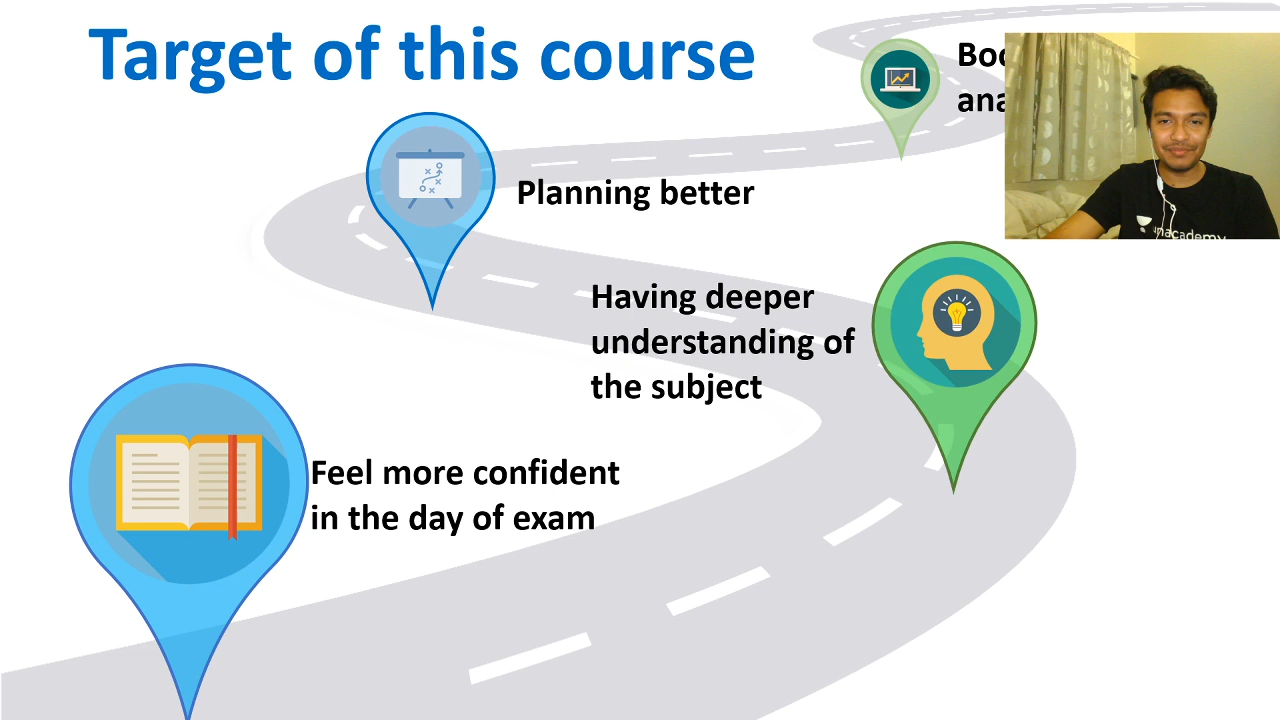 Target of this course
Planning better
Having deeper
understanding of
the subject
Feel more confident
in the day of exam
unacademy